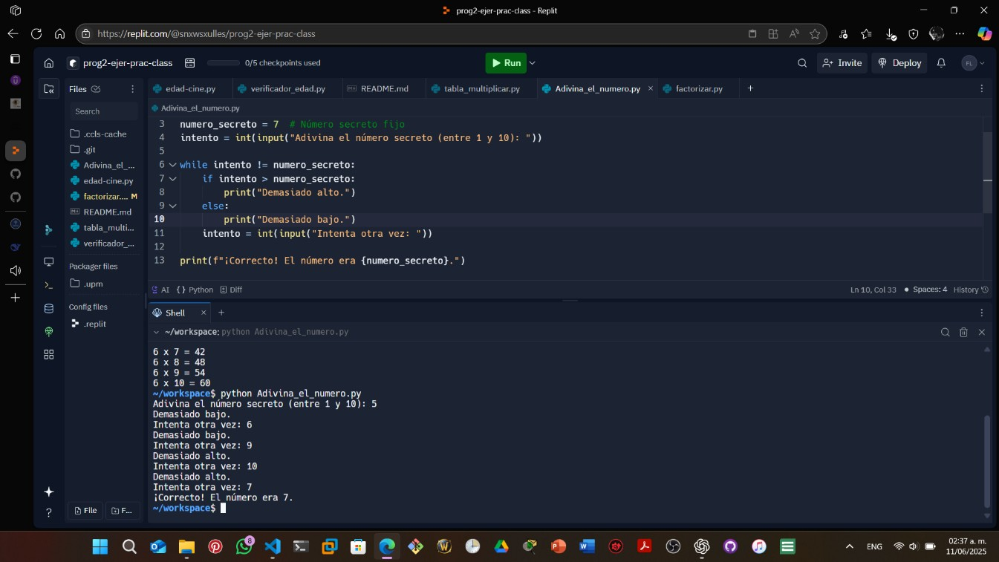 prog2-ejer-prac-class - Replit
https://replit.com/@snxwsxulles/prog2-ejer-prac-class
prog2-ejer-prac-class
0/5 checkpoints used
Run
Invite
Deploy
FL
Files
edad-cine.py
verificador_edad.py
README.md
tabla_multiplicar.py
Adivina_el_numero.py
factorizar.py
Search
Adivina_el_numero.py
.ccls-cache
.git
Adivina_el_...
edad-cine.py
factorizar.... M
README.md
tabla_multi...
verificador_...
Packager files
.upm
Config files
.replit
File
F...
3 numero_secreto = 7  # Número secreto fijo
4 intento = int(input("Adivina el número secreto (entre 1 y 10): "))
5
6 while intento != numero_secreto:
7     if intento > numero_secreto:
8         print("Demasiado alto.")
9     else:
10         print("Demasiado bajo.")
11     intento = int(input("Intenta otra vez: "))
12
13 print(f"¡Correcto! El número era {numero_secreto}.")
AI {} Python Diff
Ln 10, Col 33 Spaces: 4 History
Shell
~/workspace: python Adivina_el_numero.py
6 x 7 = 42
6 x 8 = 48
6 x 9 = 54
6 x 10 = 60
~/workspace$ python Adivina_el_numero.py
Adivina el número secreto (entre 1 y 10): 5
Demasiado bajo.
Intenta otra vez: 6
Demasiado bajo.
Intenta otra vez: 9
Demasiado alto.
Intenta otra vez: 10
Demasiado alto.
Intenta otra vez: 7
¡Correcto! El número era 7.
~/workspace$
8
ENG
02:37 a. m.
11/06/2025